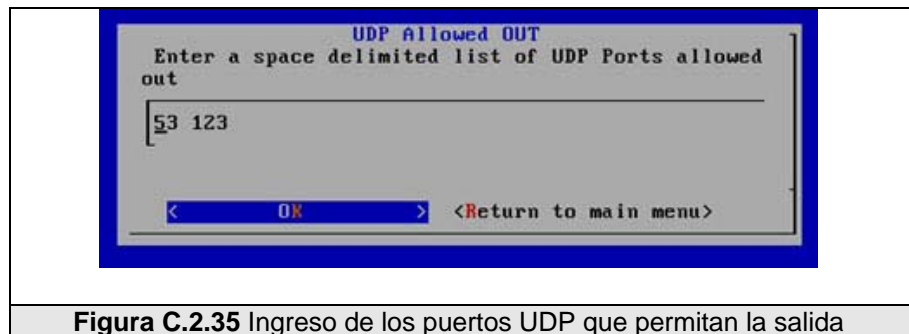 UDP Allowed OUT
Enter a space delimited list of UDP Ports allowed
out
53 123
< OK > <Return to main menu>
Figura C.2.35 Ingreso de los puertos UDP que permitan la salida